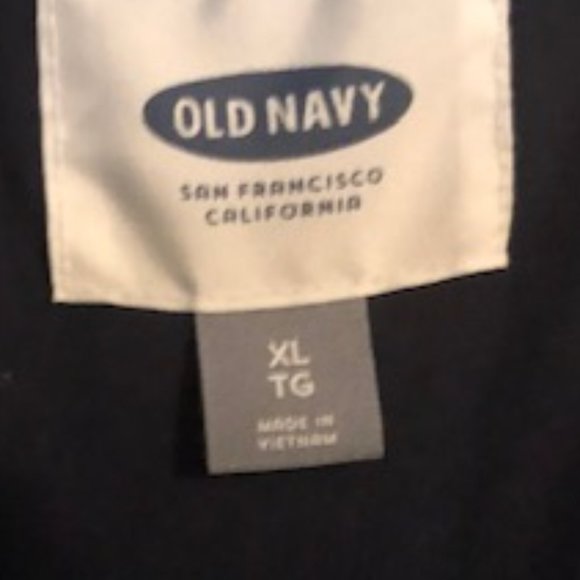 OLD NAVY
SAN FRANCISCO
CALIFORNIA
XL
TG
MADE IN
VIETNAM